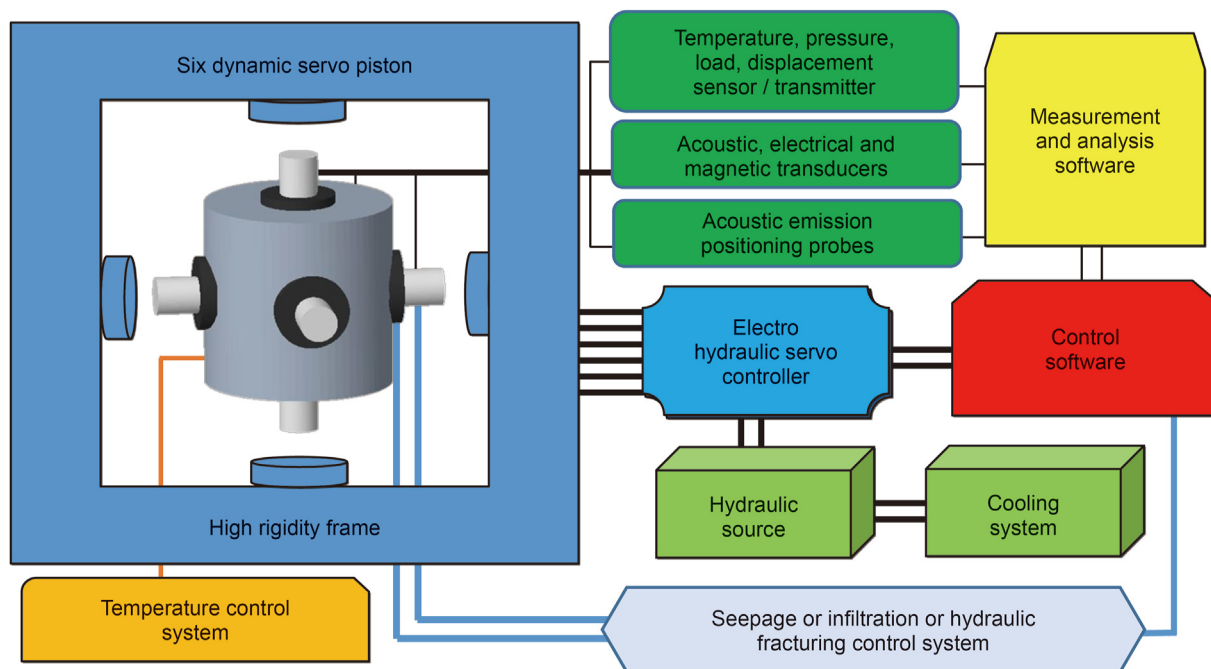 Six dynamic servo piston
High rigidity frame
Temperature control
system
Temperature, pressure,
load, displacement
sensor / transmitter
Acoustic, electrical and
magnetic transducers
Acoustic emission
positioning probes
Measurement
and analysis
software
Electro
hydraulic servo
controller
Control
software
Hydraulic
source
Cooling
system
Seepage or infiltration or hydraulic
fracturing control system